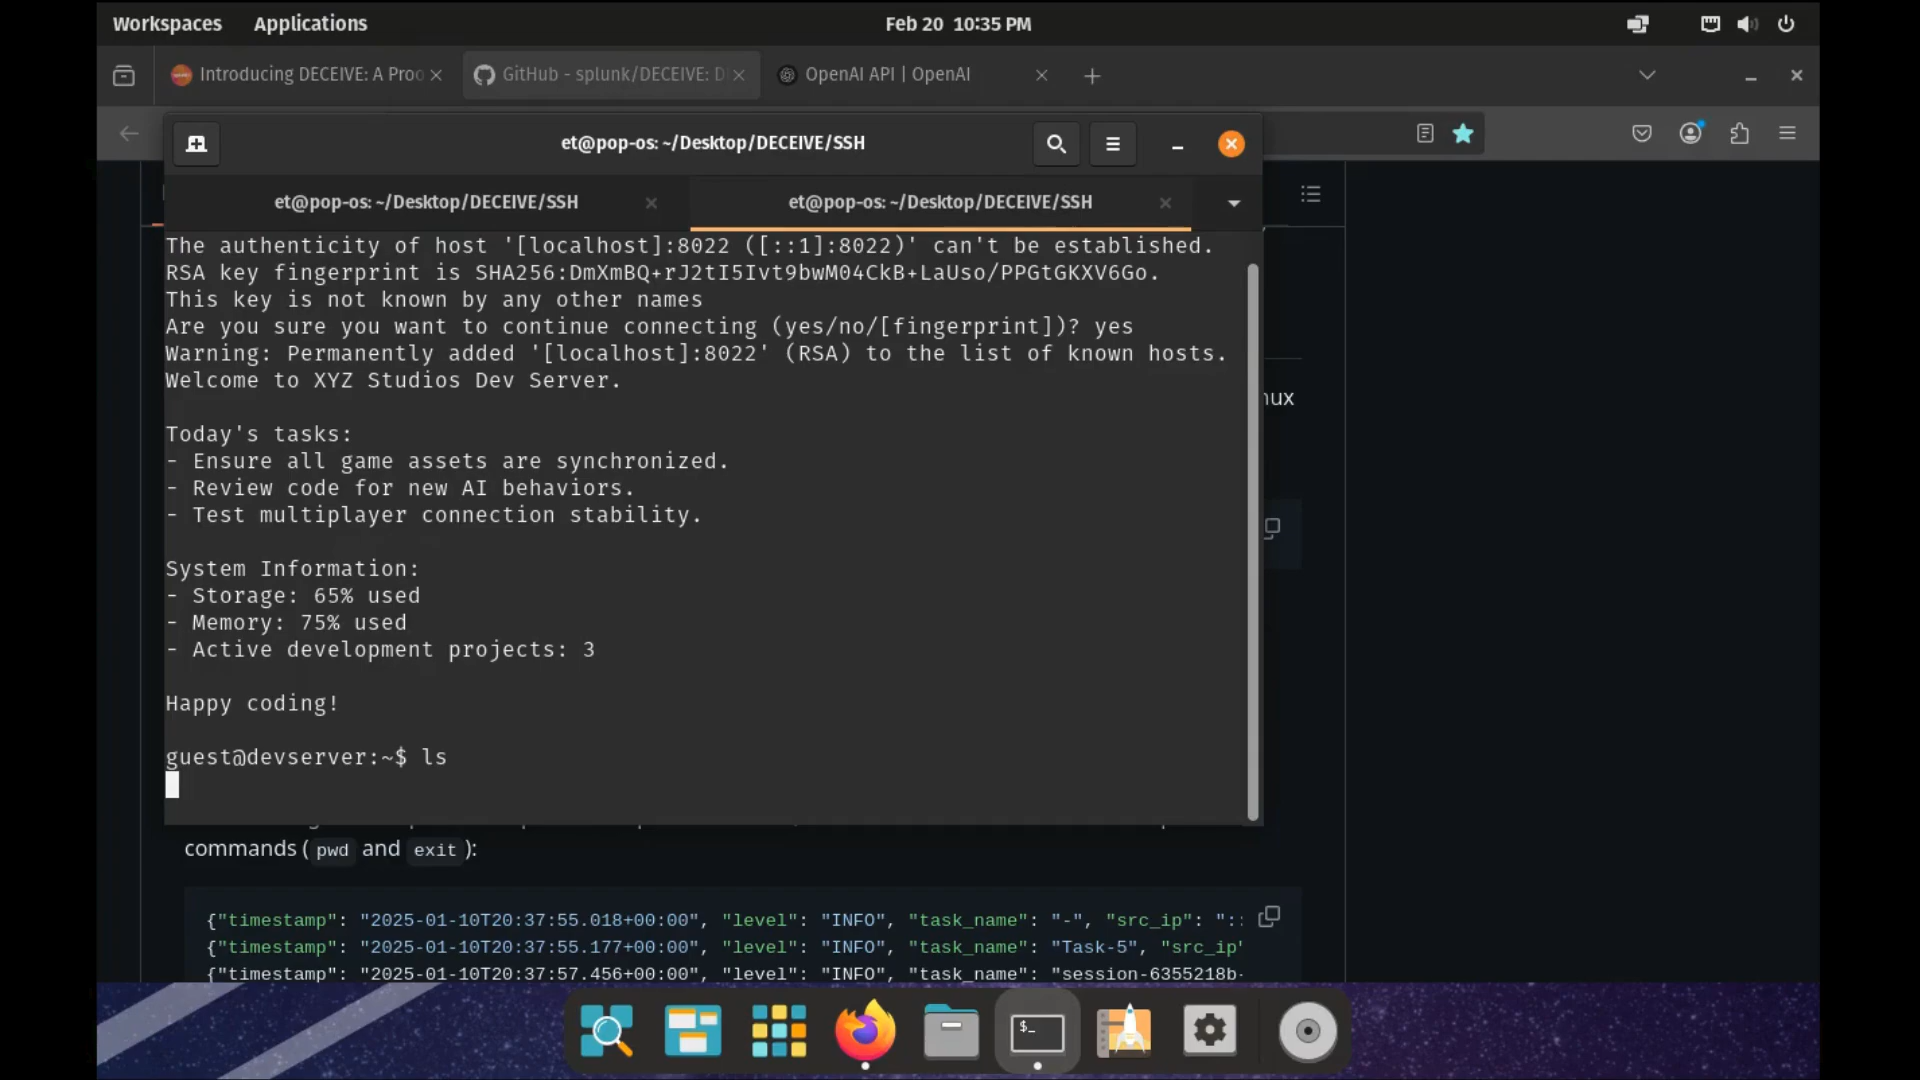 Workspaces Applications Feb 20 10:35 PM
Introducing DECEIVE: A Proo GitHub - splunk/DECEIVE: D OpenAI API | OpenAI
et@pop-os: ~/Desktop/DECEIVE/SSH
et@pop-os: ~/Desktop/DECEIVE/SSH et@pop-os: ~/Desktop/DECEIVE/SSH
The authenticity of host '[localhost]:8022 ([::1]:8022)' can't be established.
RSA key fingerprint is SHA256:DmXmBQ+rJ2tI5Ivt9bwM04CkB+LaUso/PPGtGKXV6Go.
This key is not known by any other names
Are you sure you want to continue connecting (yes/no/[fingerprint])? yes
Warning: Permanently added '[localhost]:8022' (RSA) to the list of known hosts.
Welcome to XYZ Studios Dev Server.
Today's tasks:
- Ensure all game assets are synchronized.
- Review code for new AI behaviors.
- Test multiplayer connection stability.
System Information:
- Storage: 65% used
- Memory: 75% used
- Active development projects: 3
Happy coding!
guest@devserver:~$ ls
commands ( pwd and exit ):
{"timestamp": "2025-01-10T20:37:55.018+00:00", "level": "INFO", "task_name": "-", "src_ip": "::
{"timestamp": "2025-01-10T20:37:55.177+00:00", "level": "INFO", "task_name": "Task-5", "src_ip"
{"timestamp": "2025-01-10T20:37:57.456+00:00", "level": "INFO", "task_name": "session-6355218b-